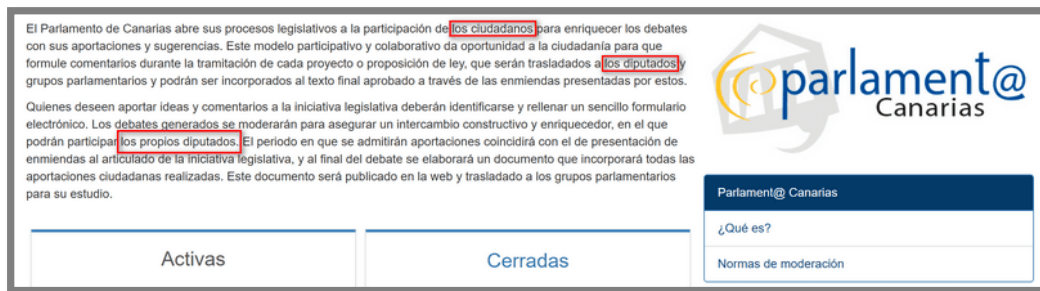 El Parlamento de Canarias abre sus procesos legislativos a la participación de los ciudadanos para enriquecer los debates
con sus aportaciones y sugerencias. Este modelo participativo y colaborativo da oportunidad a la ciudadanía para que
formule comentarios durante la tramitación de cada proyecto o proposición de ley, que serán trasladados a los diputados y
grupos parlamentarios y podrán ser incorporados al texto final aprobado a través de las enmiendas presentadas por estos.
Quienes deseen aportar ideas y comentarios a la iniciativa legislativa deberán identificarse y rellenar un sencillo formulario
electrónico. Los debates generados se moderarán para asegurar un intercambio constructivo y enriquecedor, en el que
podrán participar los propios diputados. El periodo en que se admitirán aportaciones coincidirá con el de presentación de
enmiendas al articulado de la iniciativa legislativa, y al final del debate se elaborará un documento que incorporará todas las
aportaciones ciudadanas realizadas. Este documento será publicado en la web y trasladado a los grupos parlamentarios
para su estudio.
Activas
Cerradas
parlament@
Canarias
Parlament@ Canarias
¿Qué es?
Normas de moderación